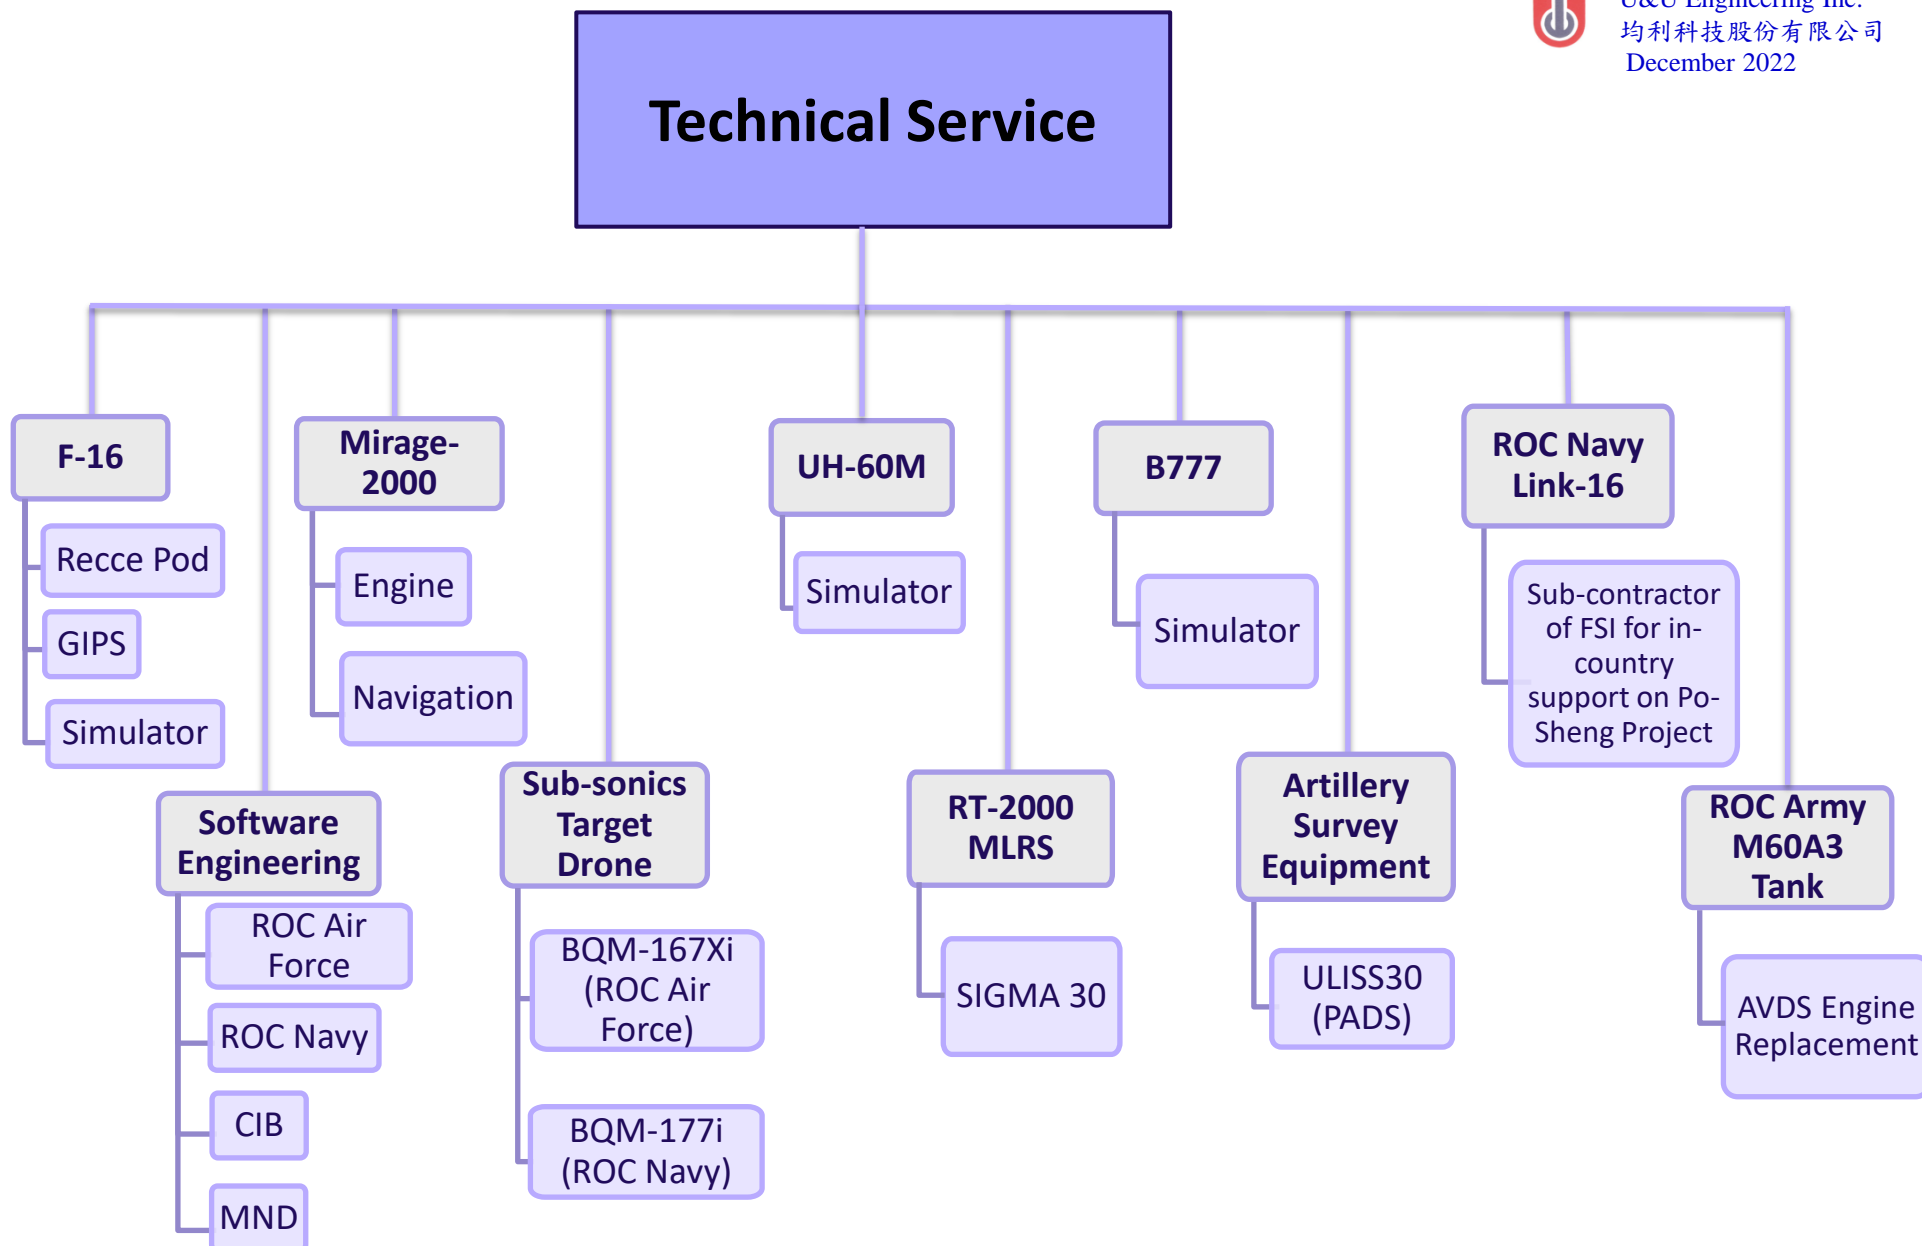 U&U Engineering Inc.
均利科技股份有限公司
December 2022
Technical Service
F-16
Recce Pod
GIPS
Simulator
Software
Engineering
ROC Air
Force
ROC Navy
CIB
MND
Mirage-
2000
Engine
Navigation
Sub-sonics
Target
Drone
BQM-167Xi
(ROC Air
Force)
BQM-177i
(ROC Navy)
UH-60M
Simulator
RT-2000
MLRS
SIGMA 30
B777
Simulator
Artillery
Survey
Equipment
ULISS30
(PADS)
ROC Navy
Link-16
Sub-contractor
of FSI for in-
country
support on Po-
Sheng Project
ROC Army
M60A3
Tank
AVDS Engine
Replacement